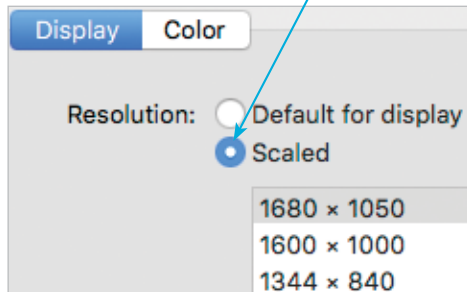 Display Color
Resolution: Default for display
Scaled
1680 × 1050
1600 × 1000
1344 × 840